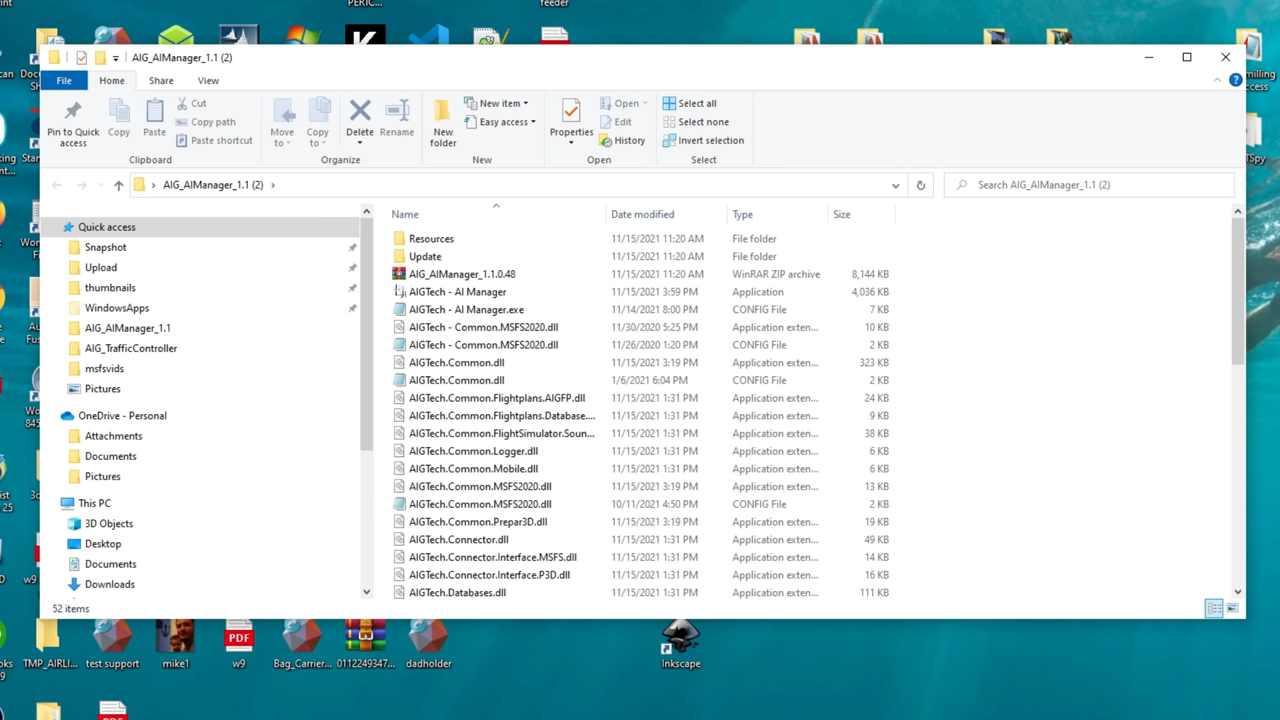 rint
PERIC...
feeder
AIG_AIManager_1.1 (2)
File
Home
Share
View
Pin to Quick
access
Copy
Paste
Cut
Copy path
Paste shortcut
Clipboard
Move
to
Copy
to
Delete
Rename
Organize
New
folder
New item
Easy access
New
Properties
Open
Edit
History
Open
Select all
Select none
Invert selection
Select
AIG_AIManager_1.1 (2)
Search AIG_AIManager_1.1 (2)
Quick access
Snapshot
Upload
thumbnails
WindowsApps
AIG_AIManager_1.1
AIG_TrafficController
msfsvids
Pictures
OneDrive - Personal
Attachments
Documents
Pictures
This PC
3D Objects
Desktop
Documents
Downloads
Name Date modified Type Size
Resources 11/15/2021 11:20 AM File folder
Update 11/15/2021 11:20 AM File folder
AIG_AIManager_1.1.0.48 11/15/2021 11:20 AM WinRAR ZIP archive 8,144 KB
AIGTech - AI Manager 11/15/2021 3:59 PM Application 4,036 KB
AIGTech - AI Manager.exe 11/14/2021 8:00 PM CONFIG File 7 KB
AIGTech - Common.MSFS2020.dll 11/30/2020 5:25 PM Application exten... 10 KB
AIGTech - Common.MSFS2020.dll 11/26/2020 1:20 PM CONFIG File 2 KB
AIGTech.Common.dll 11/15/2021 3:19 PM Application exten... 323 KB
AIGTech.Common.dll 1/6/2021 6:04 PM CONFIG File 2 KB
AIGTech.Common.Flightplans.AIGFP.dll 11/15/2021 1:31 PM Application exten... 24 KB
AIGTech.Common.Flightplans.Database.... 11/15/2021 1:31 PM Application exten... 9 KB
AIGTech.Common.FlightSimulator.Soun... 11/15/2021 1:31 PM Application exten... 38 KB
AIGTech.Common.Logger.dll 11/15/2021 1:31 PM Application exten... 6 KB
AIGTech.Common.Mobile.dll 11/15/2021 1:31 PM Application exten... 6 KB
AIGTech.Common.MSFS2020.dll 11/15/2021 3:19 PM Application exten... 13 KB
AIGTech.Common.MSFS2020.dll 10/11/2021 4:50 PM CONFIG File 2 KB
AIGTech.Common.Prepar3D.dll 11/15/2021 3:19 PM Application exten... 19 KB
AIGTech.Connector.dll 11/15/2021 1:31 PM Application exten... 49 KB
AIGTech.Connector.Interface.MSFS.dll 11/15/2021 1:31 PM Application exten... 14 KB
AIGTech.Connector.Interface.P3D.dll 11/15/2021 1:31 PM Application exten... 16 KB
AIGTech.Databases.dll 11/15/2021 1:31 PM Application exten... 111 KB
52 items
TMP_AIRLI...
test support
mike1
PDF
w9
Bag_Carrier...
0112249347...
dadholder
Inkscape
PDF